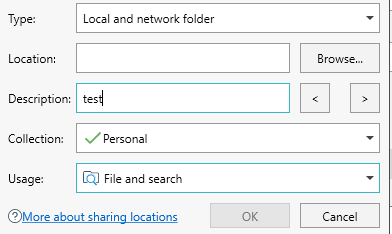 Type: Local and network folder
Location: Browse...
Description: test < >
Collection: Personal
Usage: File and search
More about sharing locations OK Cancel